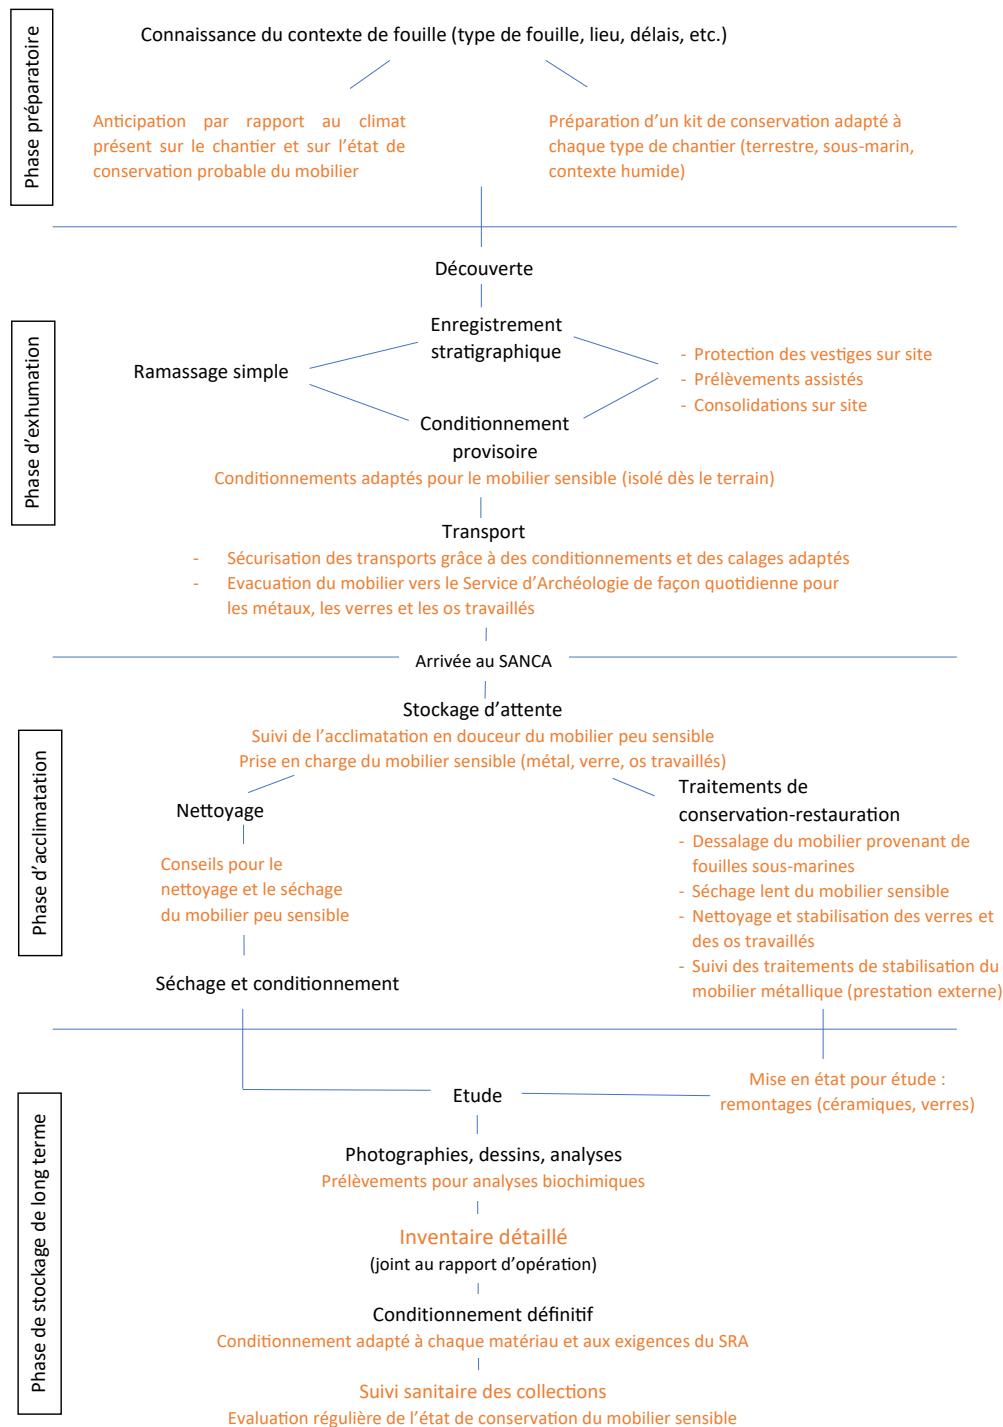 Phase préparatoire
Connaissance du contexte de fouille (type de fouille, lieu, délais, etc.)
Anticipation par rapport au climat
présent sur le chantier et sur l'état de
conservation probable du mobilier
Préparation d'un kit de conservation adapté à
chaque type de chantier (terrestre, sous-marin,
contexte humide)
Phase d'exhumation
Découverte
Enregistrement
stratigraphique
Ramassage simple
- Protection des vestiges sur site
- Prélèvements assistés
- Consolidations sur site
Conditionnement
provisoire
Conditionnements adaptés pour le mobilier sensible (isolé dès le terrain)
Transport
- Sécurisation des transports grâce à des conditionnements et des calages adaptés
- Evacuation du mobilier vers le Service d'Archéologie de façon quotidienne pour
les métaux, les verres et les os travaillés
Arrivée au SANCA
Phase d'acclimatation
Stockage d'attente
Suivi de l'acclimatation en douceur du mobilier peu sensible
Prise en charge du mobilier sensible (métal, verre, os travaillés)
Nettoyage
Conseils pour le
nettoyage et le séchage
du mobilier peu sensible
Séchage et conditionnement
Traitements de
conservation-restauration
- Dessalage du mobilier provenant de
fouilles sous-marines
- Séchage lent du mobilier sensible
- Nettoyage et stabilisation des verres et
des os travaillés
- Suivi des traitements de stabilisation du
mobilier métallique (prestation externe)
Phase de stockage de long terme
Mise en état pour étude :
remontages (céramiques, verres)
Etude
Photographies, dessins, analyses
Prélèvements pour analyses biochimiques
Inventaire détaillé
(joint au rapport d'opération)
Conditionnement définitif
Conditionnement adapté à chaque matériau et aux exigences du SRA
Suivi sanitaire des collections
Evaluation régulière de l'état de conservation du mobilier sensible